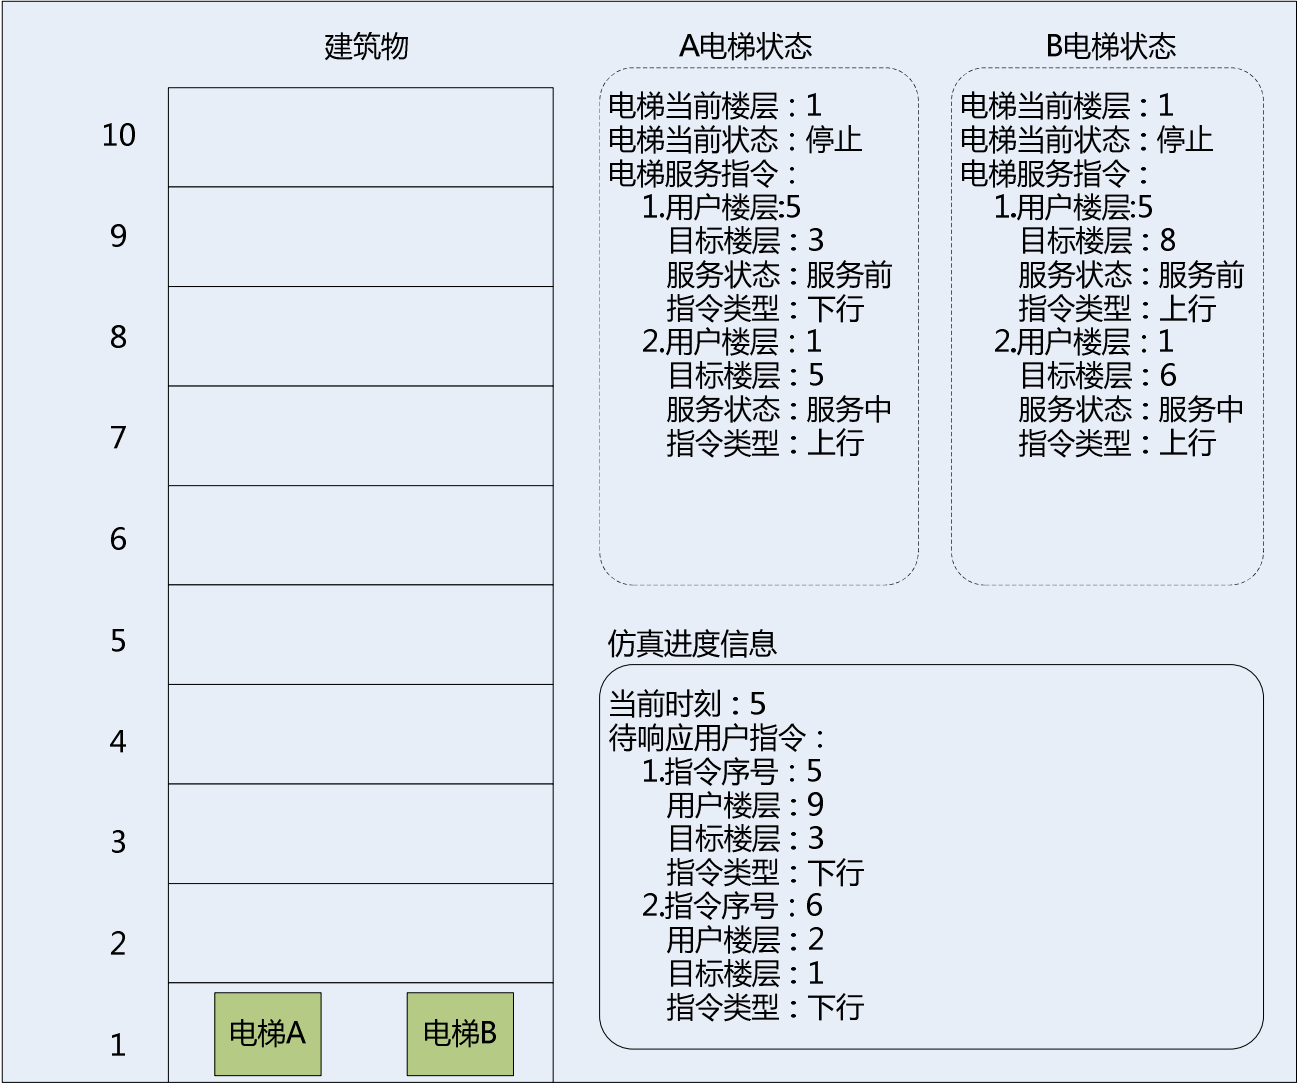 建筑物
10
9
8
7
6
5
4
3
2
1
电梯A
电梯B
A电梯状态
电梯当前楼层：1
电梯当前状态：停止
电梯服务指令：
1.用户楼层:5
目标楼层：3
服务状态：服务前
指令类型：下行
2.用户楼层：1
目标楼层：5
服务状态：服务中
指令类型：上行
B电梯状态
电梯当前楼层：1
电梯当前状态：停止
电梯服务指令：
1.用户楼层:5
目标楼层：8
服务状态：服务前
指令类型：上行
2.用户楼层：1
目标楼层：6
服务状态：服务中
指令类型：上行
仿真进度信息
当前时刻：5
待响应用户指令：
1.指令序号：5
用户楼层：9
目标楼层：3
指令类型：下行
2.指令序号：6
用户楼层：2
目标楼层：1
指令类型：下行